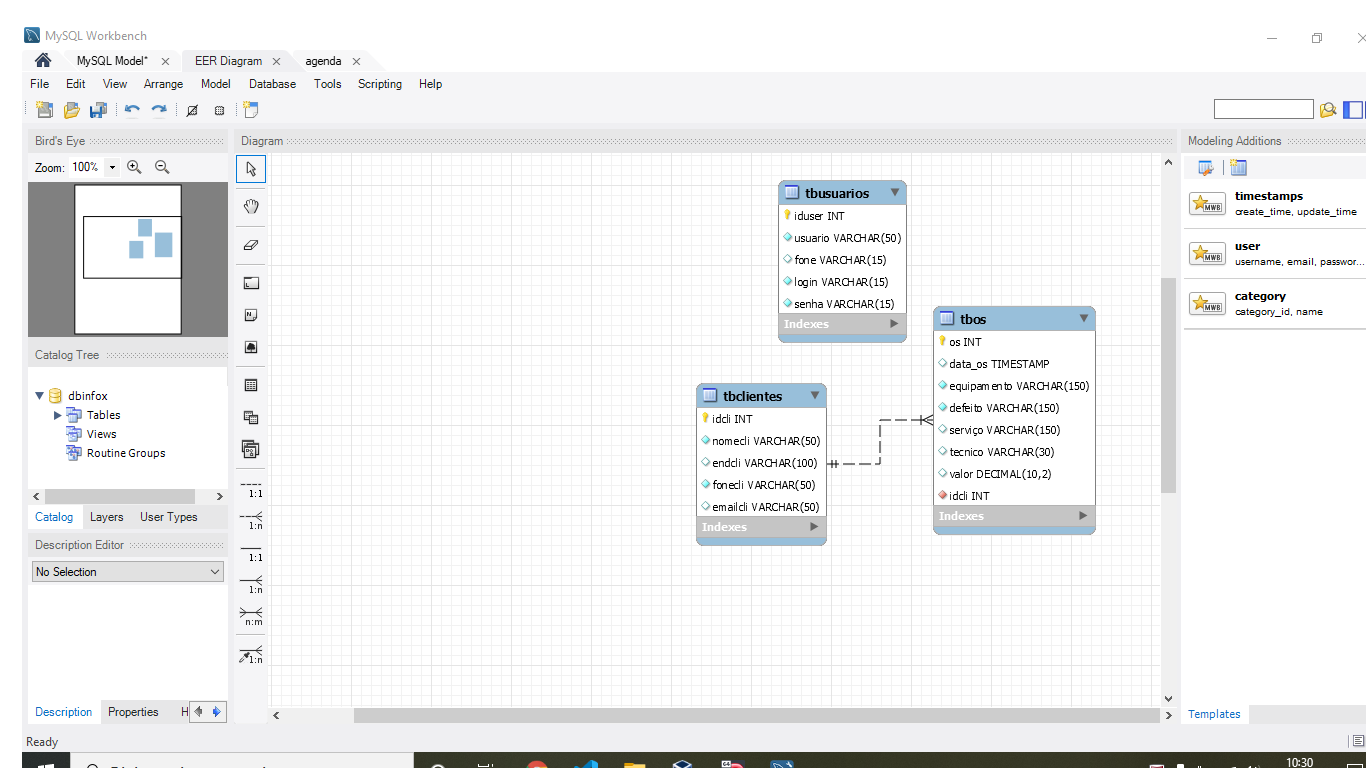 MySQL Workbench
MySQL Model*
EER Diagram
agenda
File Edit View Arrange Model Database Tools Scripting Help
Bird's Eye
Zoom: 100%
Catalog Tree
dbinfox
Tables
Views
Routine Groups
Catalog Layers User Types
Description Editor
No Selection
Description Properties H
Ready
Diagram
1:1
1:n
1:1
1:n
n:m
1:n
tbusuarios
iduser INT
usuario VARCHAR(50)
fone VARCHAR(15)
login VARCHAR(15)
senha VARCHAR(15)
Indexes
tbclientes
idcli INT
nomecli VARCHAR(50)
endcli VARCHAR(100)
fonecli VARCHAR(50)
emailcli VARCHAR(50)
Indexes
tbos
os INT
data_os TIMESTAMP
equipamento VARCHAR(150)
defeito VARCHAR(150)
serviço VARCHAR(150)
tecnico VARCHAR(30)
valor DECIMAL(10,2)
idcli INT
Indexes
Modeling Additions
MWB
timestamps
create_time, update_time
MWB
user
username, email, passwor...
MWB
category
category_id, name
Templates
10:30